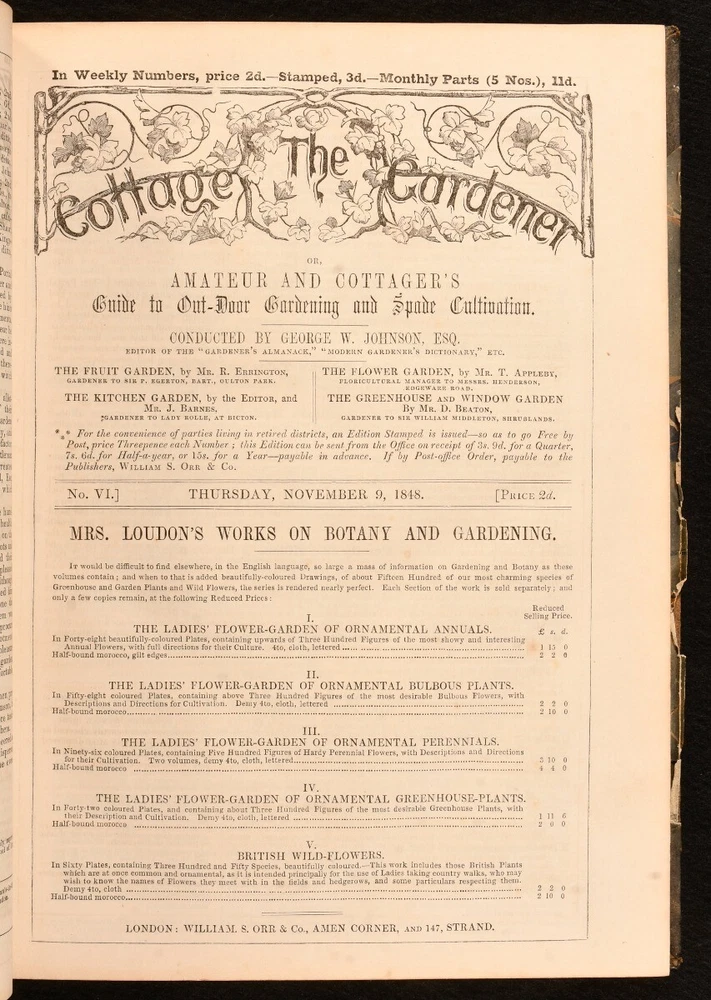 In Weekly Numbers, price 2d.—Stamped, 3d.—Monthly Parts (5 Nos.), 11d.
The Cottage Gardener
OR,
AMATEUR AND COTTAGER'S
Guide to Out-Door Gardening and Spade Cultivation.
CONDUCTED BY GEORGE W. JOHNSON, ESQ.
EDITOR OF THE "GARDENER'S ALMANACK," "MODERN GARDENER'S DICTIONARY," ETC.
THE FRUIT GARDEN, by Mr. R. Errington,
GARDENER TO SIR P. EGERTON, BART., OULTON PARK.
THE KITCHEN GARDEN, by the Editor, and
Mr. J. Barnes,
GARDENER TO LADY ROLLE, AT BICTON.
THE FLOWER GARDEN, by Mr. T. Appleby,
FLORICULTURAL MANAGER TO MESSRS. HENDERSON,
EDGEWARE ROAD.
THE GREENHOUSE AND WINDOW GARDEN
By Mr. D. Beaton,
GARDENER TO SIR WILLIAM MIDDLETON, SHRUBLANDS.
*** For the convenience of parties living in retired districts, an Edition Stamped is issued—so as to go Free by
Post, price Threepence each Number; this Edition can be sent from the Office on receipt of 3s. 9d. for a Quarter,
7s. 6d. for Half-a-year, or 15s. for a Year—payable in advance. If by Post-office Order, payable to the
Publishers, William S. Orr & Co.
No. VI.] THURSDAY, NOVEMBER 9, 1848. [Price 2d.
MRS. LOUDON'S WORKS ON BOTANY AND GARDENING.
It would be difficult to find elsewhere, in the English language, so large a mass of information on Gardening and Botany as these
volumes contain; and when to that is added beautifully-coloured Drawings, of about Fifteen Hundred of our most charming species of
Greenhouse and Garden Plants and Wild Flowers, the series is rendered nearly perfect. Each Section of the work is sold separately; and
only a few copies remain, at the following Reduced Prices:
Reduced
Selling Price.
I.
THE LADIES' FLOWER-GARDEN OF ORNAMENTAL ANNUALS. £ s. d.
In Forty-eight beautifully-coloured Plates, containing upwards of Three Hundred Figures of the most showy and interesting
Annual Flowers, with full directions for their Culture. 4to, cloth, lettered ... 1 15 0
Half-bound morocco, gilt edges... 2 2 0
II.
THE LADIES' FLOWER-GARDEN OF ORNAMENTAL BULBOUS PLANTS.
In Fifty-eight coloured Plates, containing above Three Hundred Figures of the most desirable Bulbous Flowers, with
Descriptions and Directions for Cultivation. Demy 4to, cloth, lettered ... 2 2 0
Half-bound morocco... 2 10 0
III.
THE LADIES' FLOWER-GARDEN OF ORNAMENTAL PERENNIALS.
In Ninety-six coloured Plates, containing Five Hundred Figures of Hardy Perennial Flowers, with Descriptions and Directions
for their Cultivation. Two volumes, demy 4to, cloth, lettered... 3 10 0
Half-bound morocco ... 4 4 0
IV.
THE LADIES' FLOWER-GARDEN OF ORNAMENTAL GREENHOUSE-PLANTS.
In Forty-two coloured Plates, and containing about Three Hundred Figures of the most desirable Greenhouse Plants, with
their Description and Cultivation. Demy 4to, cloth, lettered ... 1 11 6
Half-bound morocco ... 2 0 0
V.
BRITISH WILD-FLOWERS.
In Sixty Plates, containing Three Hundred and Fifty Species, beautifully coloured.—This work includes those British Plants
which are at once common and ornamental, as it is intended principally for the use of Ladies taking country walks, who may
wish to know the names of Flowers they meet with in the fields and hedgerows, and some particulars respecting them.
Demy 4to, cloth ... 2 2 0
Half-bound morocco... 2 10 0
LONDON: WILLIAM. S. ORR & Co., AMEN CORNER, AND 147, STRAND.